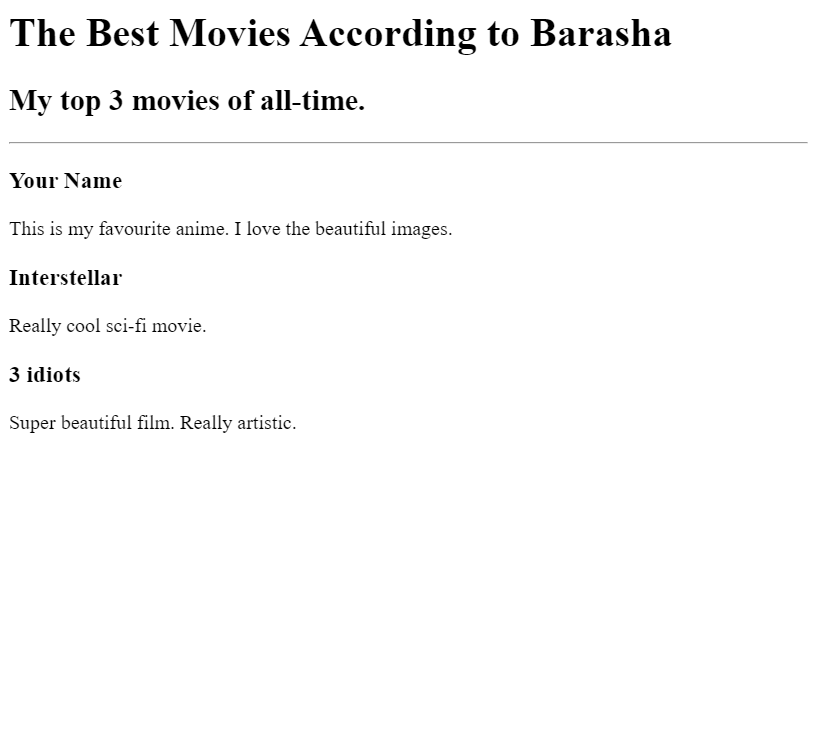 The Best Movies According to Barasha
My top 3 movies of all-time.
Your Name
This is my favourite anime. I love the beautiful images.
Interstellar
Really cool sci-fi movie.
3 idiots
Super beautiful film. Really artistic.